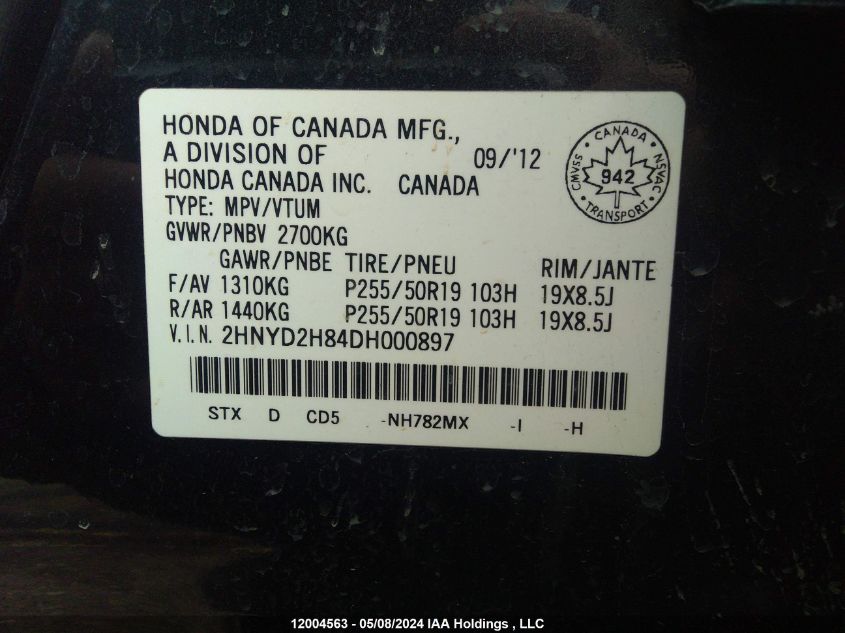 HONDA OF CANADA MFG.,
A DIVISION OF 09/'12
HONDA CANADA INC. CANADA
TYPE: MPV/VTUM
GVWR/PNBV 2700KG
GAWR/PNBE TIRE/PNEU RIM/JANTE
F/AV 1310KG P255/50R19 103H 19X8.5J
R/AR 1440KG P255/50R19 103H 19X8.5J
V.I.N. 2HNYD2H84DH000897
STX D CD5 -NH782MX -I -H
CANADA
CMVSS 942 NSVAC
TRANSPORT
12004563 - 05/08/2024 IAA Holdings , LLC